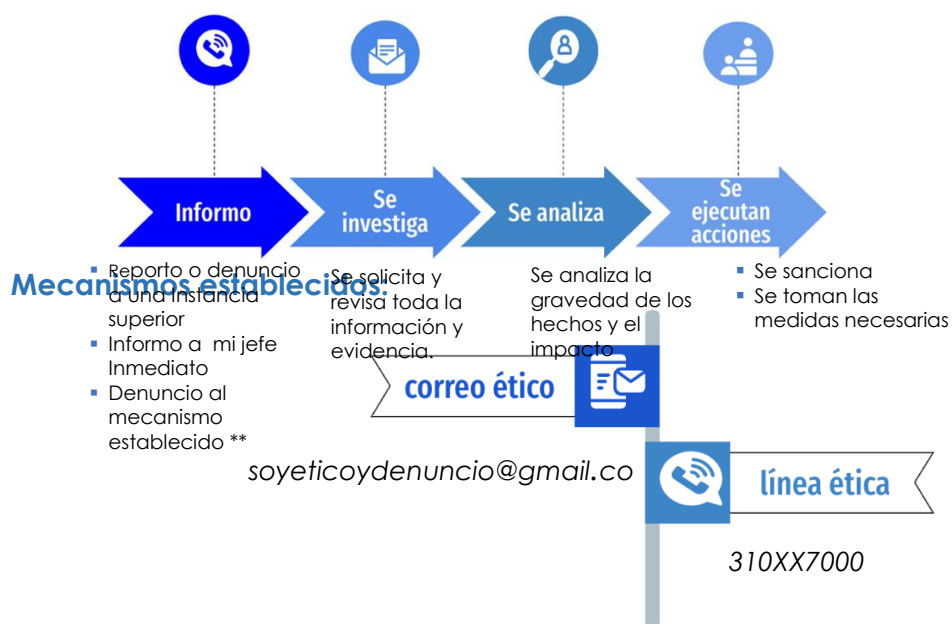 Informo
Se
investiga
Se analiza
Se
ejecutan
acciones
Mecanismos establecidos:
▪ Reporto o denuncio
a una Instancia
superior
▪ Informo a mi jefe
Inmediato
▪ Denuncio al
mecanismo
establecido **
Se solicita y
revisa toda la
información y
evidencia.
Se analiza la
gravedad de los
hechos y el
impacto
▪ Se sanciona
▪ Se toman las
medidas necesarias
correo ético
soyeticoydenuncio@gmail.co
línea ética
310XX7000